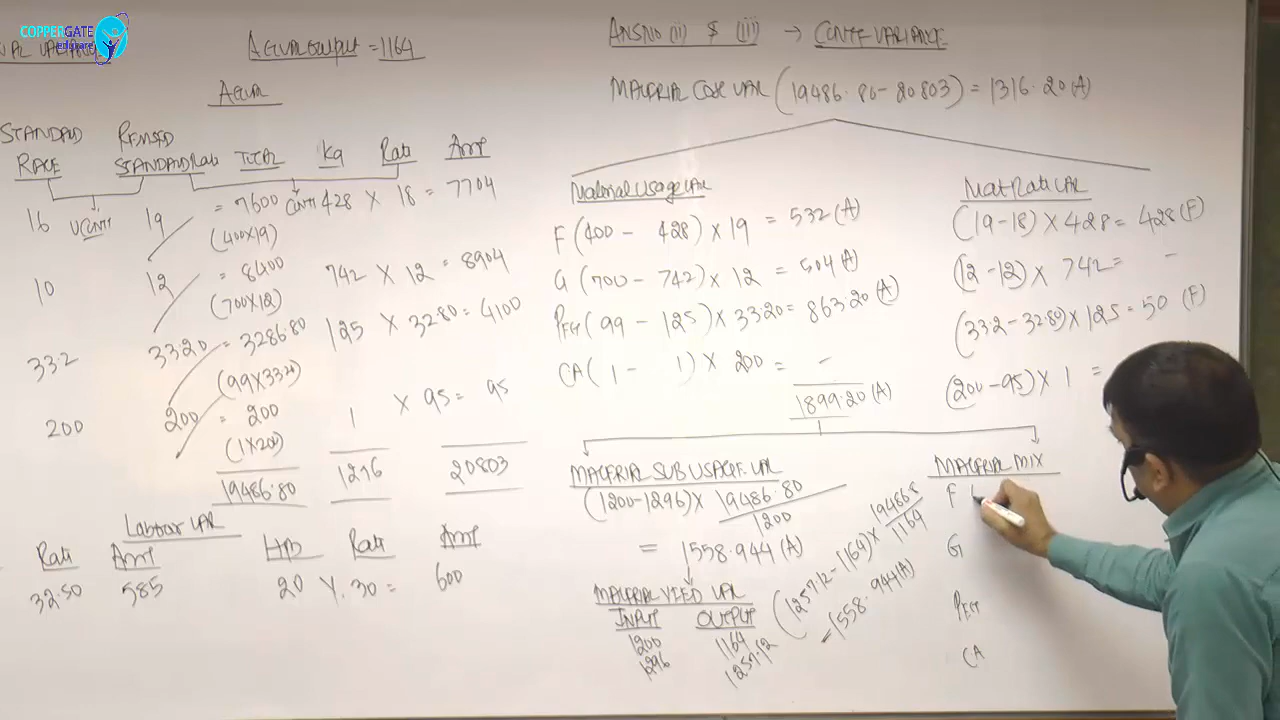 COPPERGATE
educare
ACTUAL OUTPUT = 1164
ANS NO (ii) $ (iii) → CONTR VARIANCE
ACTUAL
MATERIAL COST VAR (19486.80 - 20803) = 1316.20 (A)
STANDARD RATE
REVISED STANDARD Rate
TOTAL
Kg
Rate
Amt
16
UCONTR
19
= 7600
(400X19)
CONTR
428 X 18 = 7704
10
12
= 8400
(700X12)
742 X 12 = 8904
33.2
33.20
= 3286.80
(99X33.2)
125 X 32.80 = 4100
200
200
= 200
(1X200)
1 X 95 = 95
19486.80
1296
20803
Labour VAR
Rate
Amt
Rate
Amt
32.50
585
20 X 30 =
600
Material Usage VAR
F (400 - 428) X 19 = 532 (A)
G (700 - 742) X 12 = 504 (A)
PECT (99 - 125) X 33.20 = 863.20 (A)
CA (1 - 1) X 200 = -
1899.20 (A)
Mat Rate VAR
(19 - 18) X 428 = 428 (F)
(12 - 12) X 742 = -
(33.2 - 32.80) X 125 = 50 (F)
(200 - 95) X 1 =
MATERIAL SUB USAGE VAR
(1200 - 1296) X 19486.80
1200
= 1558.944 (A)
MATERIAL YIELD VAR
INPUT OUTPUT
1200 1164
1296 1257.12
(1257.12 - 1164) X 19486.8
1164
= 1558.944 (A)
MATERIAL MIX
F (
G
PECT
CA